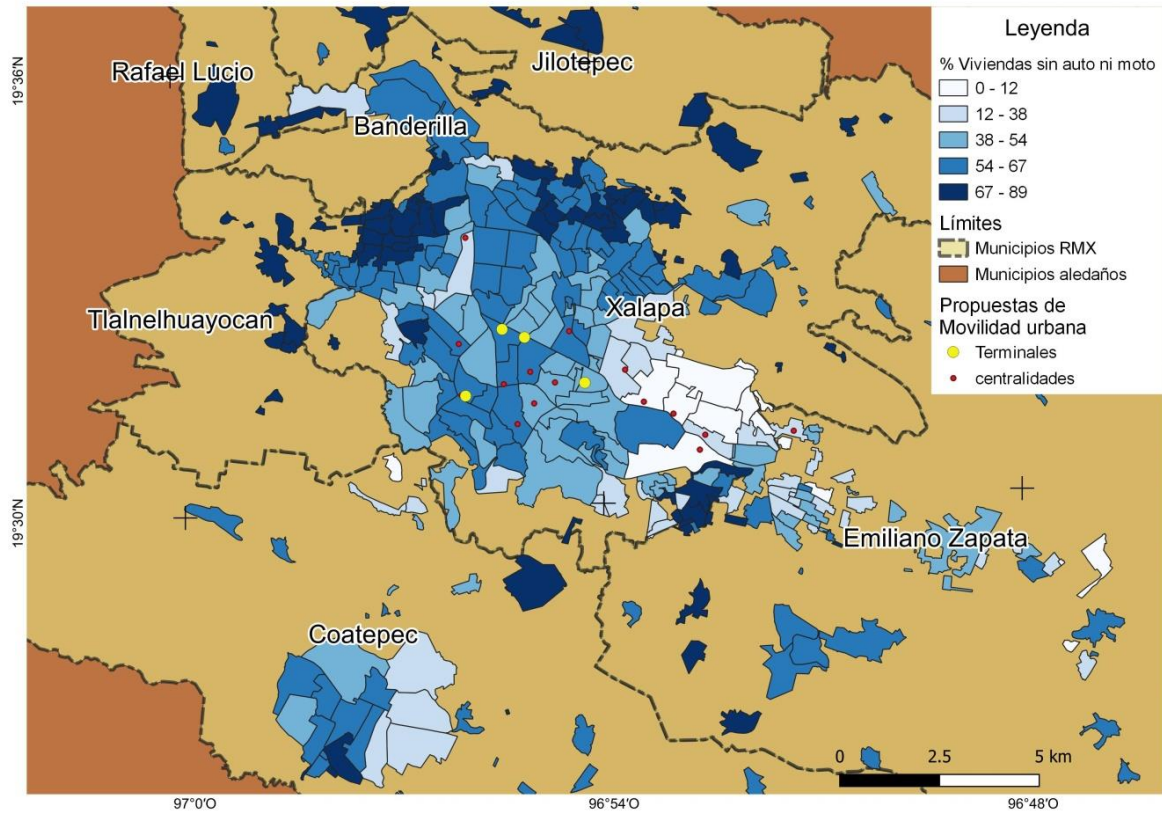 Leyenda
% Viviendas sin auto ni moto
0 - 12
12 - 38
38 - 54
54 - 67
67 - 89
Límites
Municipios RMX
Municipios aledaños
Propuestas de
Movilidad urbana
Terminales
centralidades
Rafael Lucio
Jilotepec
Banderilla
Xalapa
Tlalnelhuayocan
Emiliano Zapata
Coatepec
19°36'N
19°30'N
0 2.5 5 km
97°0'O 96°54'O 96°48'O